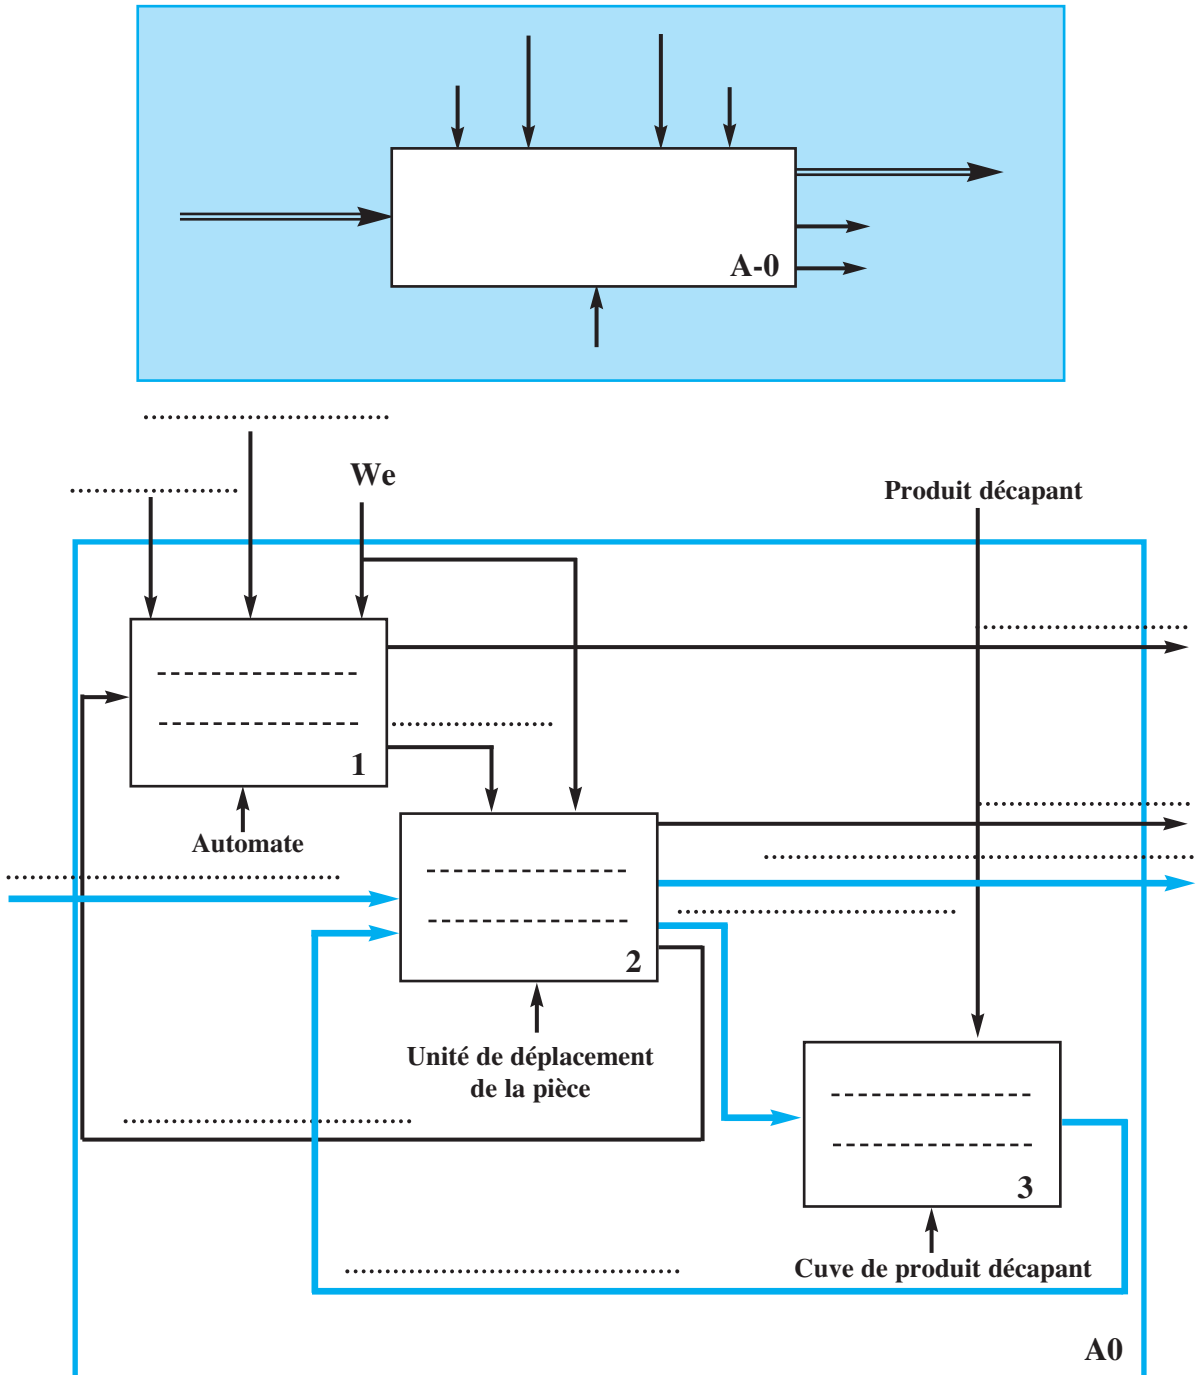 A-0
We
Produit décapant
1
Automate
2
Unité de déplacement
de la pièce
3
Cuve de produit décapant
A0